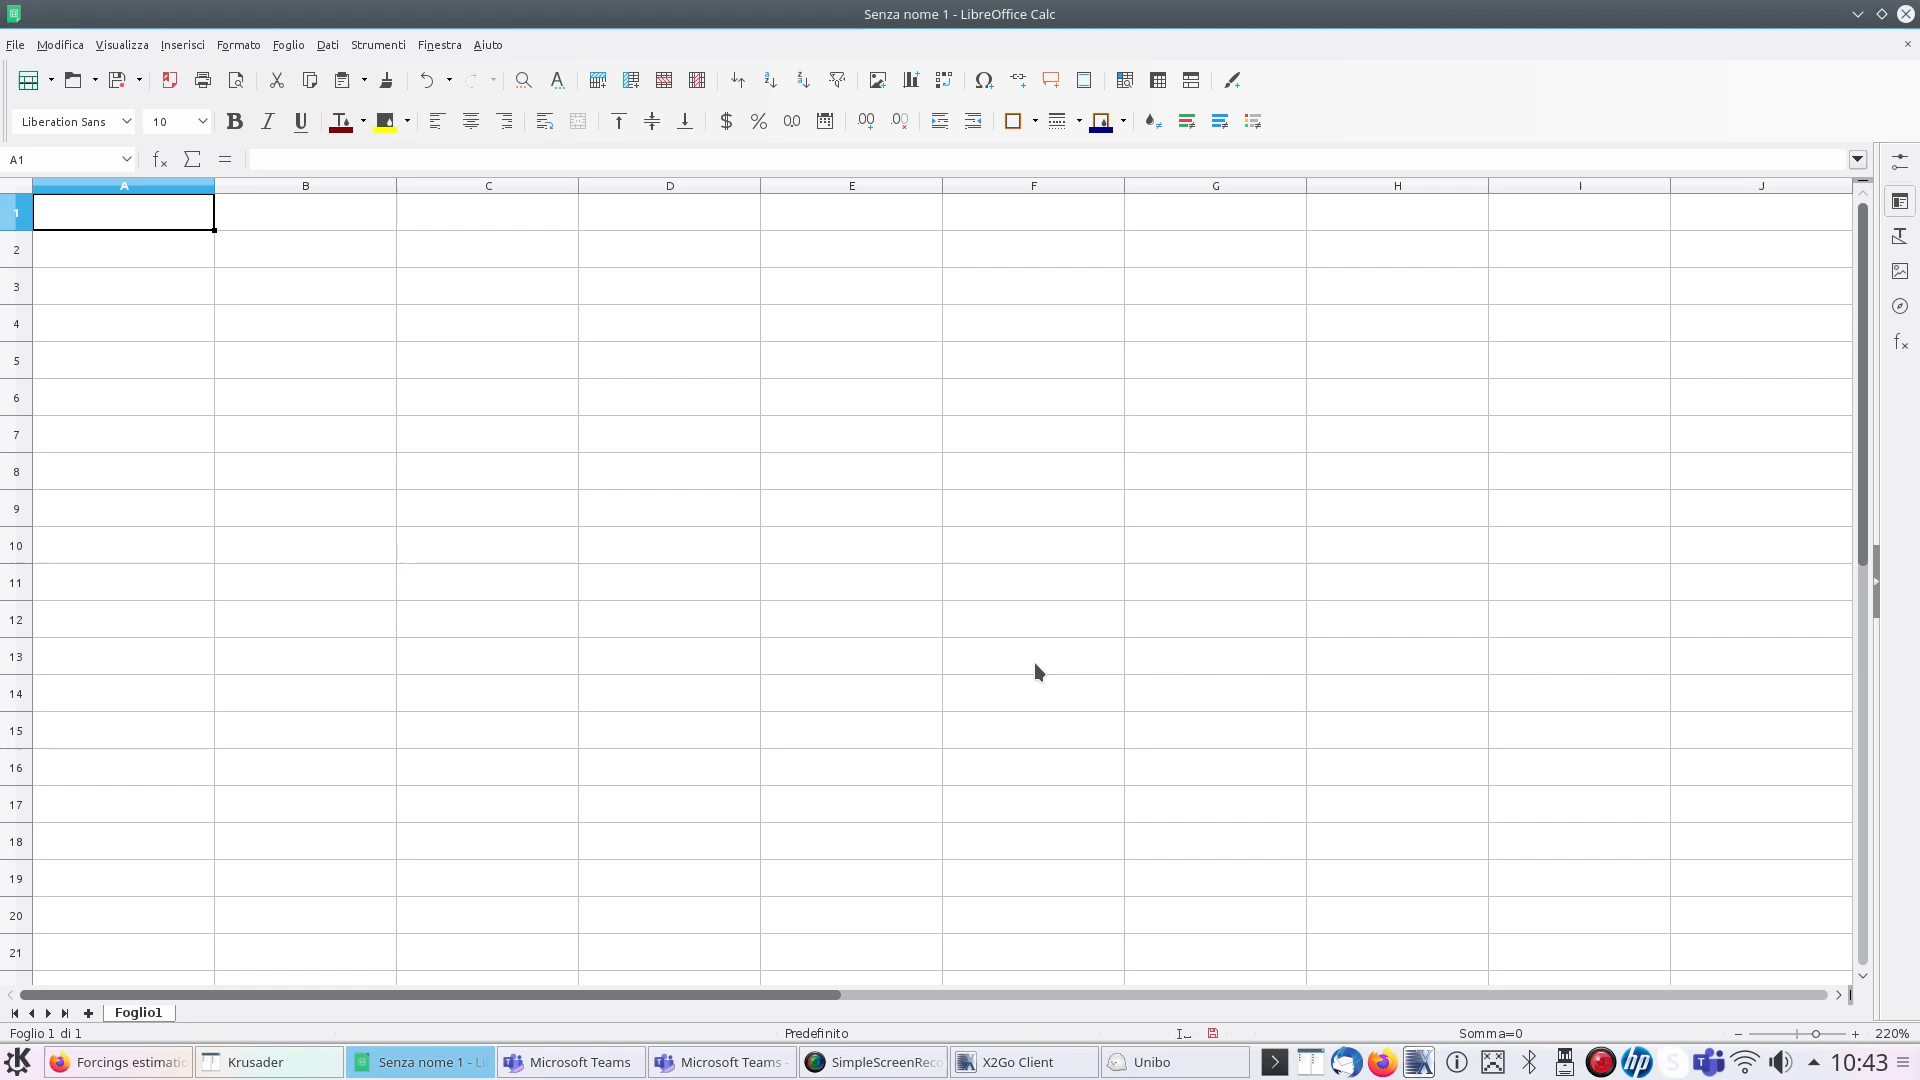 Senza nome 1 - LibreOffice Calc
File Modifica Visualizza Inserisci Formato Foglio Dati Strumenti Finestra Aiuto
Liberation Sans 10
A1
A B C D E F G H I J
1
2
3
4
5
6
7
8
9
10
11
12
13
14
15
16
17
18
19
20
21
Foglio1
Foglio 1 di 1 Predefinito Somma=0 220%
Forcings estimatio Krusader Senza nome 1 - Li Microsoft Teams Microsoft Teams - SimpleScreenReco X2Go Client Unibo 10:43